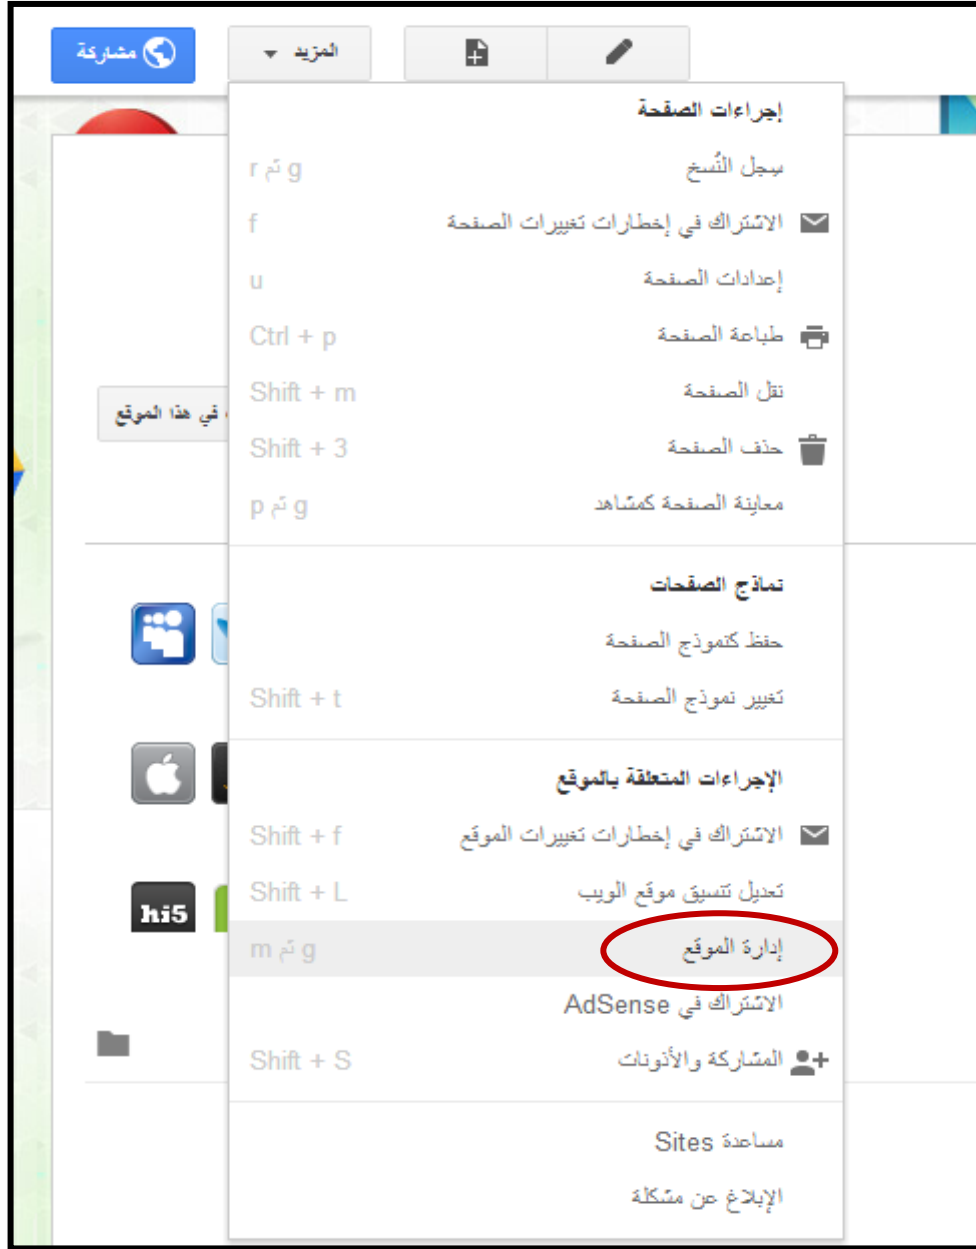 المزيد
مشاركة
إجراءات الصفحة
سجل النُسخ g ثم r
الاشتراك في إخطارات تغييرات الصفحة f
إعدادات الصفحة u
طباعة الصفحة Ctrl + p
نقل الصفحة Shift + m
في هذا الموقع
حذف الصفحة Shift + 3
معاينة الصفحة كمشاهد g ثم p
نماذج الصفحات
حفظ كنموذج الصفحة
تغيير نموذج الصفحة Shift + t
الإجراءات المتعلقة بالموقع
الاشتراك في إخطارات تغييرات الموقع Shift + f
تعديل تنسيق موقع الويب Shift + L
hi5
إدارة الموقع g ثم m
الاشتراك في AdSense
المشاركة والأذونات Shift + S
مساعدة Sites
الإبلاغ عن مشكلة